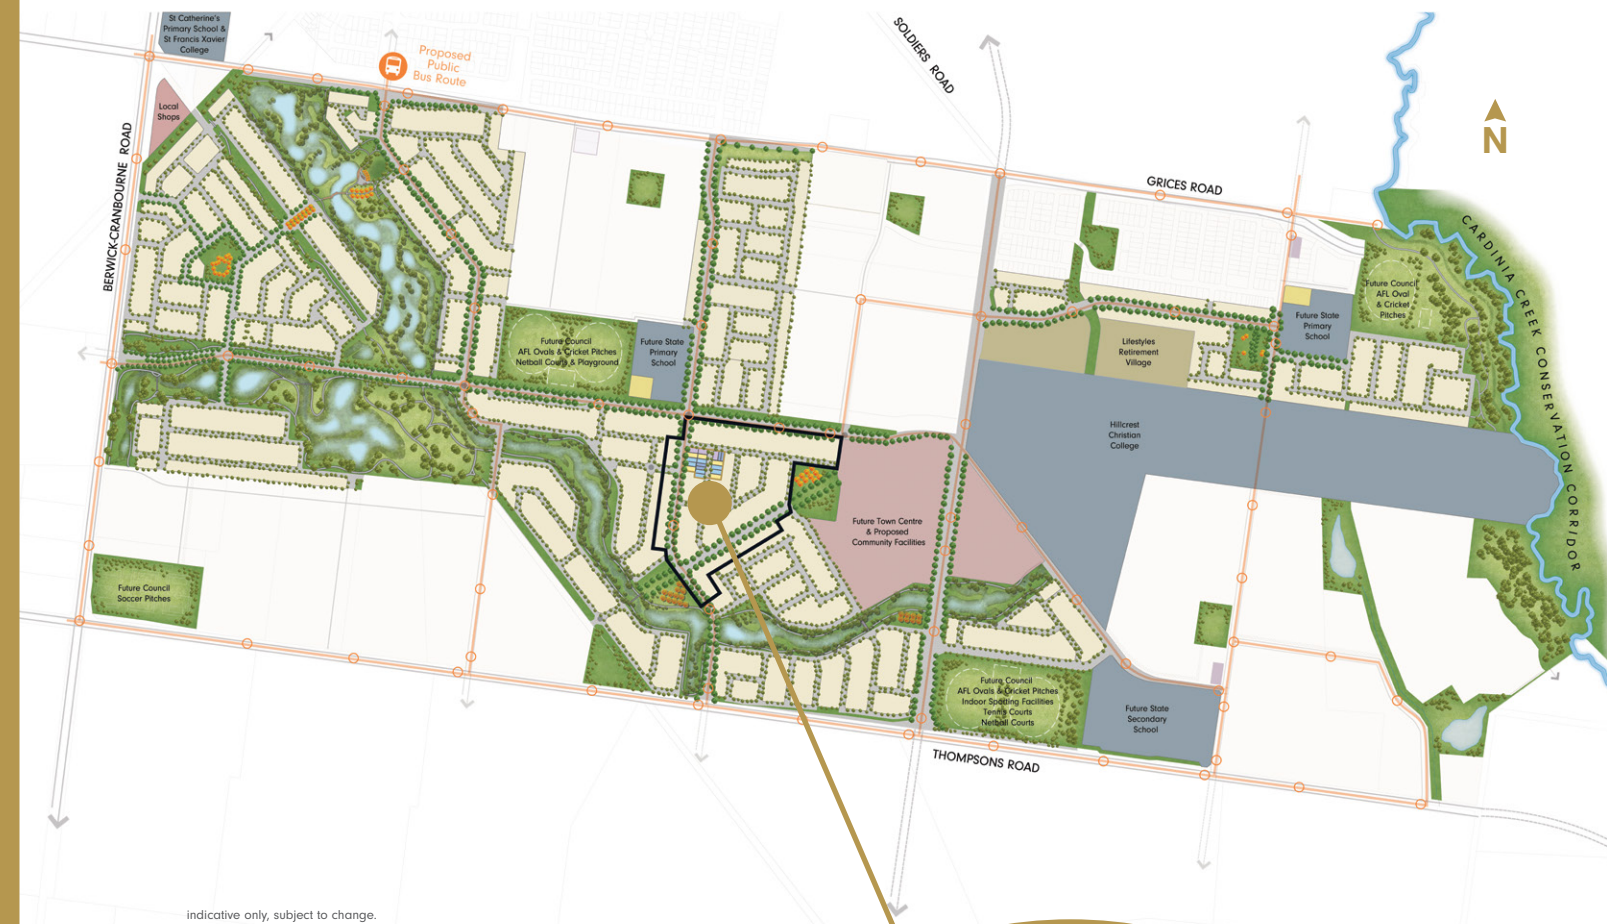 St Catherine's
Primary School &
St Francis Xavier
College
Proposed
Public
Bus Route
SOLDIERS ROAD
N
Local
Shops
BERWICK-CRANBOURNE ROAD
GRICES ROAD
CARDINIA CREEK CONSERVATION CORRIDOR
Future Council
AFL Oval
& Cricket
Pitches
Future State
Primary
School
Future Council
AFL Ovals & Cricket Pitches
Netball Courts & Playground
Future State
Primary
School
Lifestyles
Retirement
Village
Hillcrest
Christian
College
Future Town Centre
& Proposed
Community Facilities
Future Council
Soccer Pitches
Future Council
AFL Ovals & Cricket Pitches
Indoor Sporting Facilities
Tennis Courts
Netball Courts
Future State
Secondary
School
THOMPSONS ROAD
indicative only, subject to change.